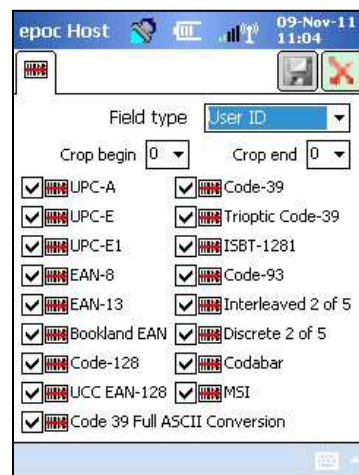 epoc Host 09-Nov-11
11:04
Field type User ID
Crop begin 0 Crop end 0
UPC-A Code-39
UPC-E Trioptic Code-39
UPC-E1 ISBT-1281
EAN-8 Code-93
EAN-13 Interleaved 2 of 5
Bookland EAN Discrete 2 of 5
Code-128 Codabar
UCC EAN-128 MSI
Code 39 Full ASCII Conversion